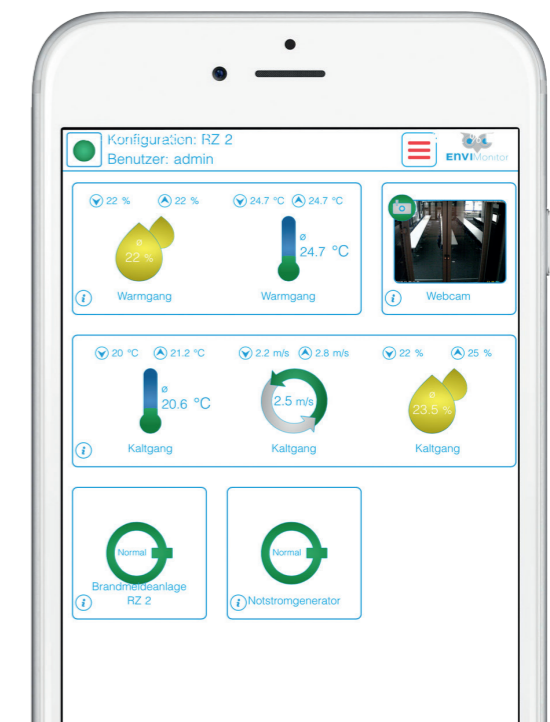 Konfiguration: RZ 2
Benutzer: admin
ENVIMonitor
22 % 22 % 24.7 °C 24.7 °C
ø
22 %
ø
24.7 °C
i Warmgang Warmgang
i Webcam
20 °C 21.2 °C 2.2 m/s 2.8 m/s 22 % 25 %
ø
20.6 °C
2.5 m/s
ø
23.5 %
i Kaltgang Kaltgang Kaltgang
Normal
Brandmeldeanlage
i RZ 2
Normal
i Notstromgenerator